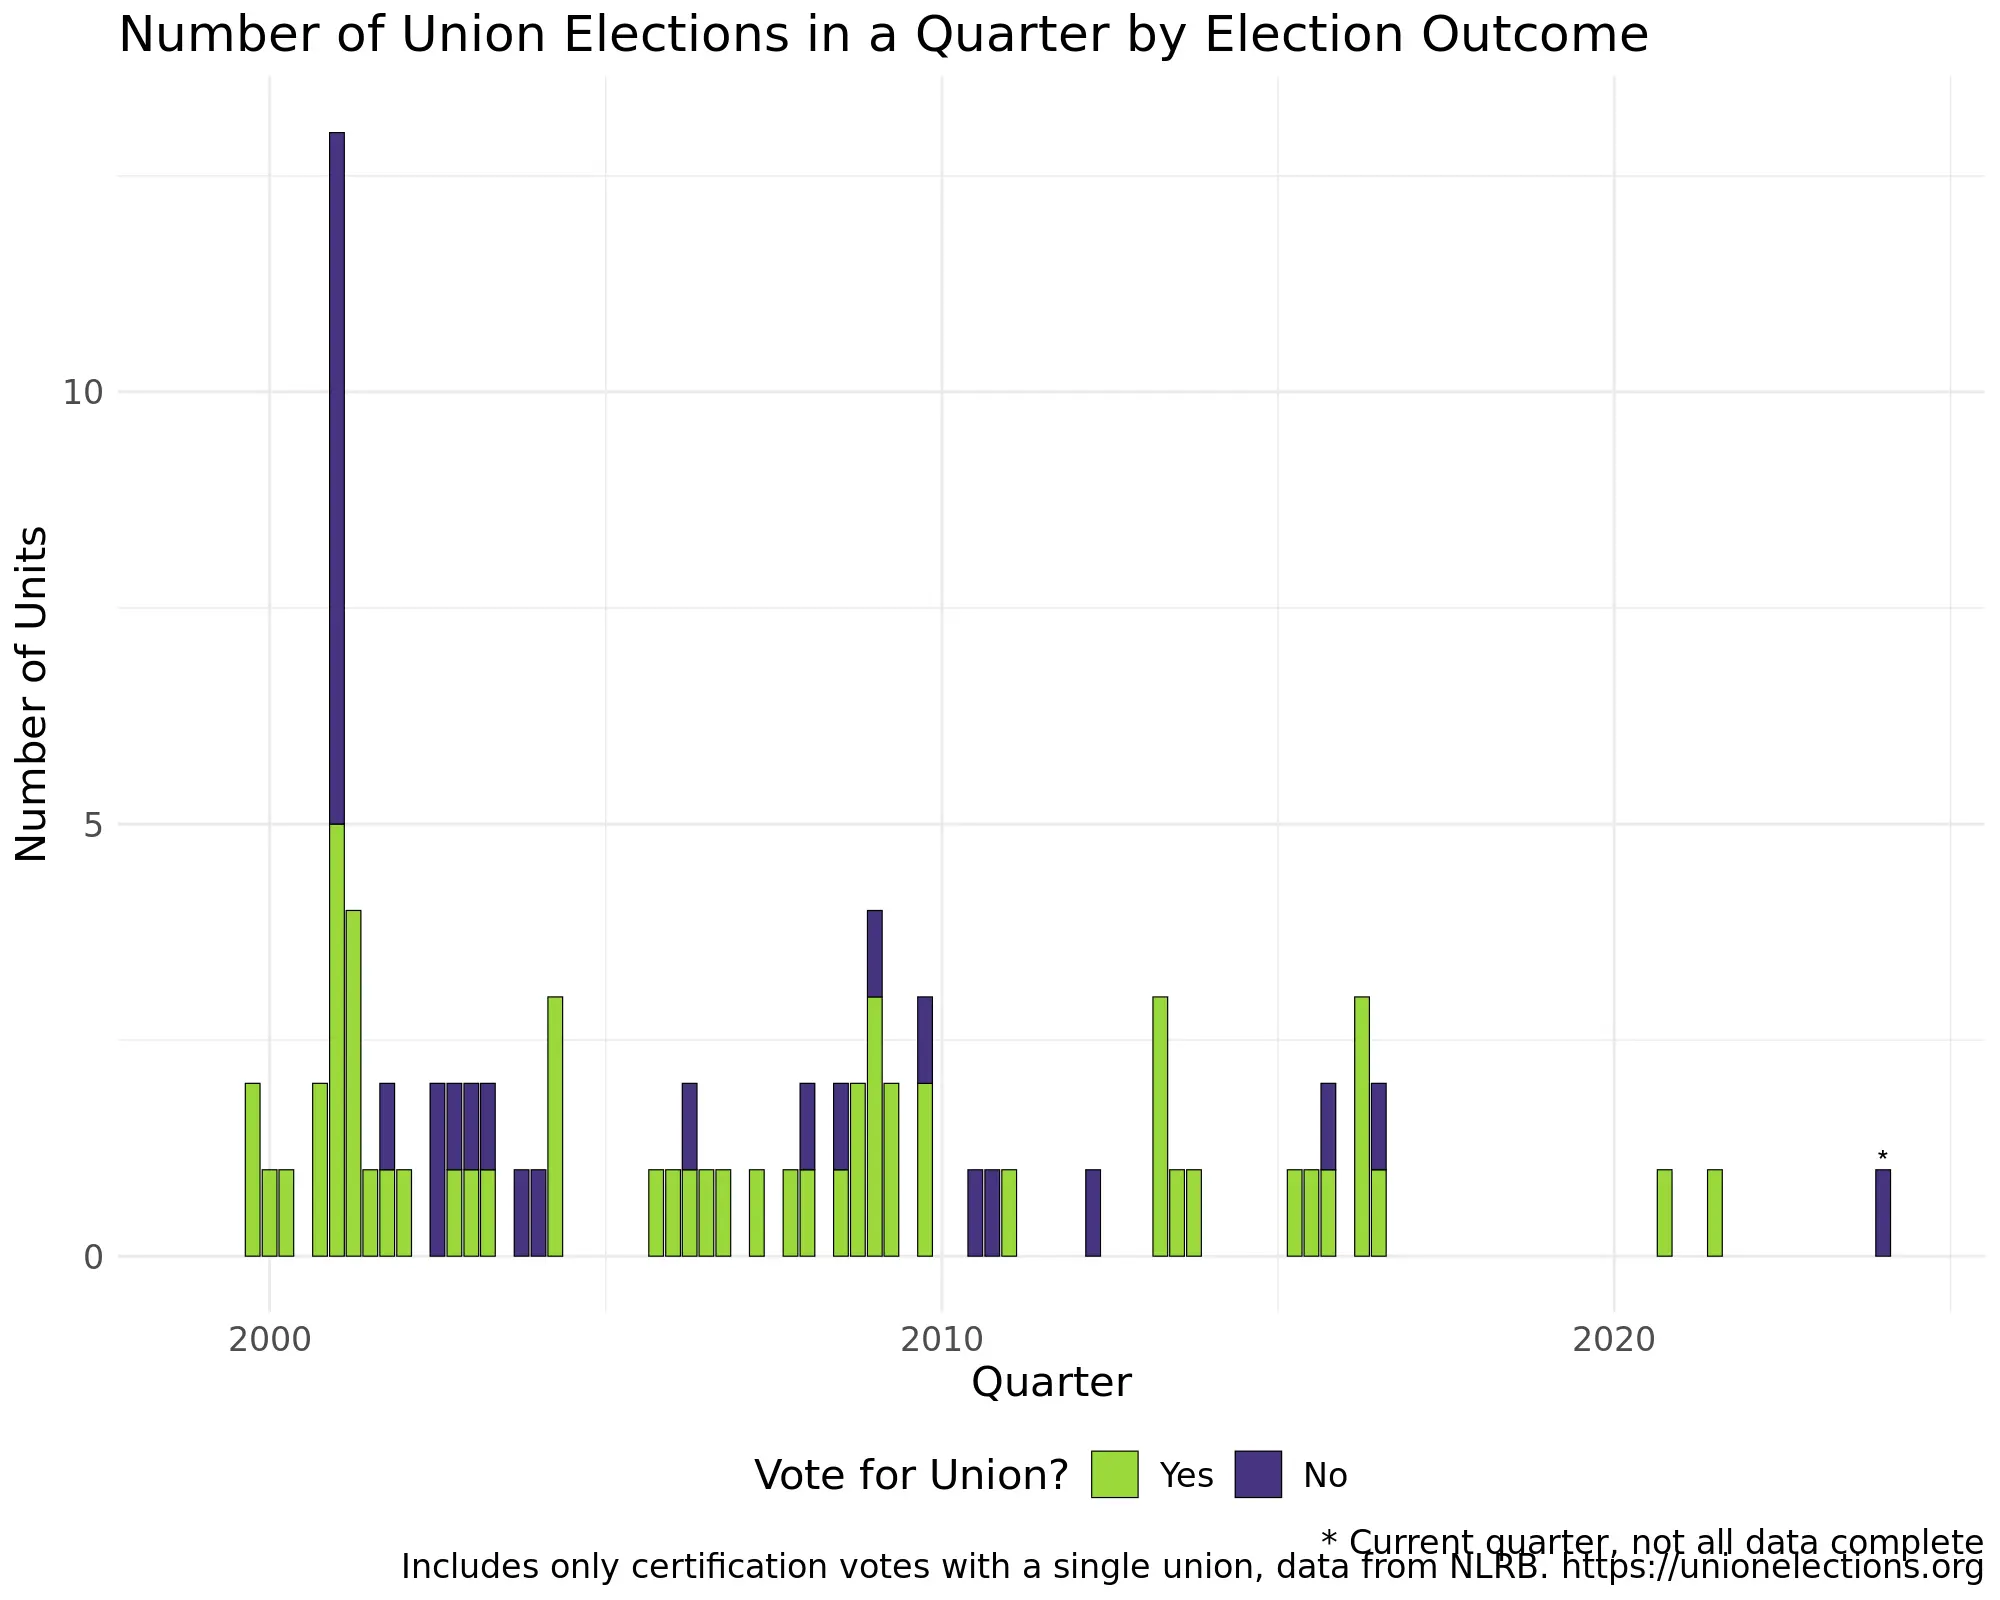 Number of Union Elections in a Quarter by Election Outcome
Number of Units
10
5
0
*
2000
2010
2020
Quarter
Vote for Union?
Yes
No
* Current quarter, not all data complete
Includes only certification votes with a single union, data from NLRB. https://unionelections.org